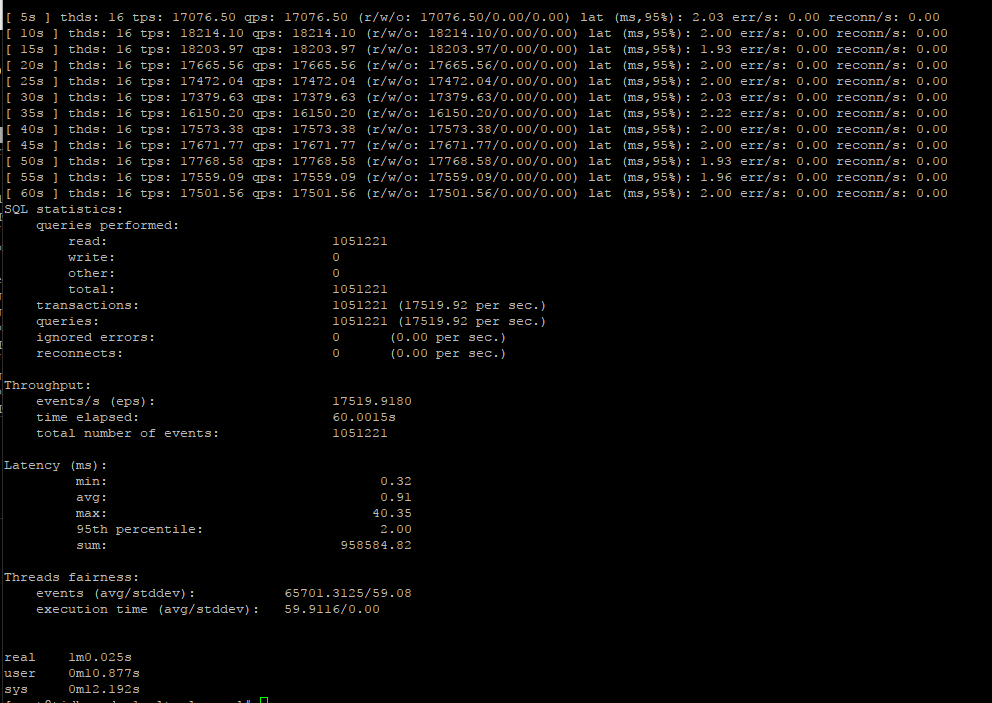 [ 5s ] thds: 16 tps: 17076.50 qps: 17076.50 (r/w/o: 17076.50/0.00/0.00) lat (ms,95%): 2.03 err/s: 0.00 reconn/s: 0.00
[ 10s ] thds: 16 tps: 18214.10 qps: 18214.10 (r/w/o: 18214.10/0.00/0.00) lat (ms,95%): 2.00 err/s: 0.00 reconn/s: 0.00
[ 15s ] thds: 16 tps: 18203.97 qps: 18203.97 (r/w/o: 18203.97/0.00/0.00) lat (ms,95%): 1.93 err/s: 0.00 reconn/s: 0.00
[ 20s ] thds: 16 tps: 17665.56 qps: 17665.56 (r/w/o: 17665.56/0.00/0.00) lat (ms,95%): 2.00 err/s: 0.00 reconn/s: 0.00
[ 25s ] thds: 16 tps: 17472.04 qps: 17472.04 (r/w/o: 17472.04/0.00/0.00) lat (ms,95%): 2.00 err/s: 0.00 reconn/s: 0.00
[ 30s ] thds: 16 tps: 17379.63 qps: 17379.63 (r/w/o: 17379.63/0.00/0.00) lat (ms,95%): 2.03 err/s: 0.00 reconn/s: 0.00
[ 35s ] thds: 16 tps: 16150.20 qps: 16150.20 (r/w/o: 16150.20/0.00/0.00) lat (ms,95%): 2.22 err/s: 0.00 reconn/s: 0.00
[ 40s ] thds: 16 tps: 17573.38 qps: 17573.38 (r/w/o: 17573.38/0.00/0.00) lat (ms,95%): 2.00 err/s: 0.00 reconn/s: 0.00
[ 45s ] thds: 16 tps: 17671.77 qps: 17671.77 (r/w/o: 17671.77/0.00/0.00) lat (ms,95%): 2.00 err/s: 0.00 reconn/s: 0.00
[ 50s ] thds: 16 tps: 17768.58 qps: 17768.58 (r/w/o: 17768.58/0.00/0.00) lat (ms,95%): 1.93 err/s: 0.00 reconn/s: 0.00
[ 55s ] thds: 16 tps: 17559.09 qps: 17559.09 (r/w/o: 17559.09/0.00/0.00) lat (ms,95%): 1.96 err/s: 0.00 reconn/s: 0.00
[ 60s ] thds: 16 tps: 17501.56 qps: 17501.56 (r/w/o: 17501.56/0.00/0.00) lat (ms,95%): 2.00 err/s: 0.00 reconn/s: 0.00
SQL statistics:
queries performed:
read: 1051221
write: 0
other: 0
total: 1051221
transactions: 1051221 (17519.92 per sec.)
queries: 1051221 (17519.92 per sec.)
ignored errors: 0 (0.00 per sec.)
reconnects: 0 (0.00 per sec.)
Throughput:
events/s (eps): 17519.9180
time elapsed: 60.0015s
total number of events: 1051221
Latency (ms):
min: 0.32
avg: 0.91
max: 40.35
95th percentile: 2.00
sum: 958584.82
Threads fairness:
events (avg/stddev): 65701.3125/59.08
execution time (avg/stddev): 59.9116/0.00
real 1m0.025s
user 0m10.877s
sys 0m12.192s